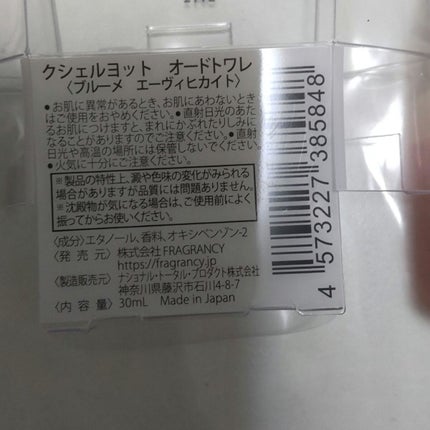 クシェルヨット　オードトワレ
〈ブルーメ　エーヴィヒカイト〉
●お肌に異常があるとき、お肌にあわないとき
はご使用をおやめください。●直射日光のあた
るお肌につけますと、まれにかぶれたりしみに
なることがありますのでご注意ください。●直射
日光や高温の場所には保管しないでください。
●火気に十分にご注意ください。
※製品の特性上、澱や色味の変化がみられる
場合がありますが品質には問題ありません。
※沈殿物が気になる場合は、ご使用前によく
振ってからお使いください。
〈成分〉エタノール、香料、オキシベンゾン-2
〈発 売 元〉 株式会社 FRAGRANCY
https://fragrancy.jp
〈製造販売元〉 ナショナル・トータル・プロダクト株式会社
神奈川県藤沢市石川4-8-7
〈内 容 量〉 30mL　Made in Japan
4 573227 385848